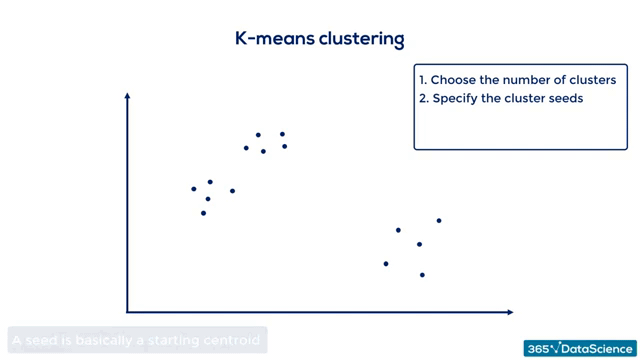 K-means clustering
1. Choose the number of clusters
2. Specify the cluster seeds
A seed is basically a starting centroid
365 DataScience